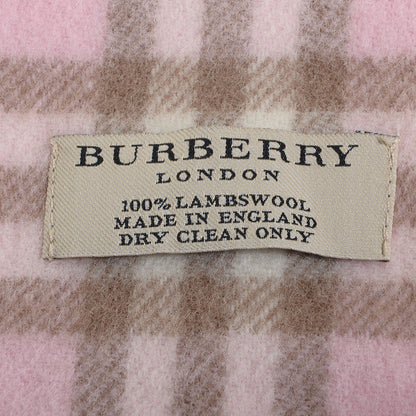 BURBERRY
LONDON
100% LAMBSWOOL
MADE IN ENGLAND
DRY CLEAN ONLY